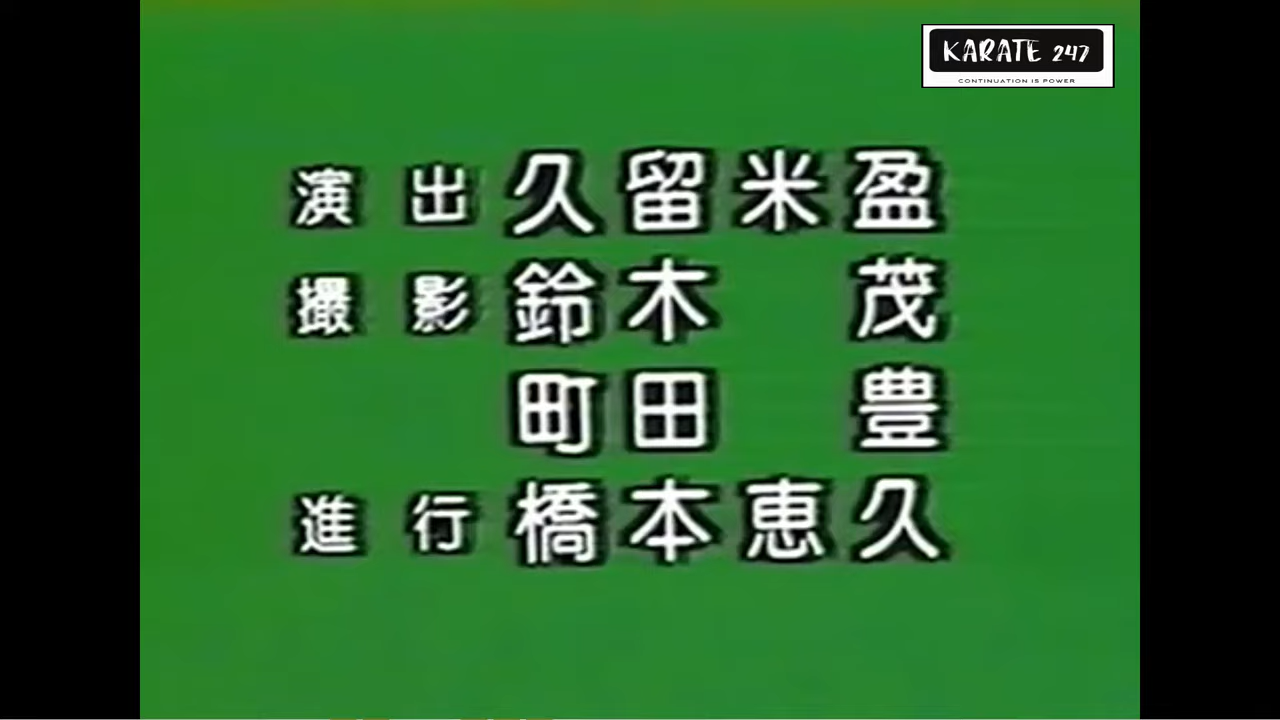 KARATE 247
CONTINUATION IS POWER
演出 久留米盈
撮影 鈴木 茂
町田 豊
進行 橋本恵久